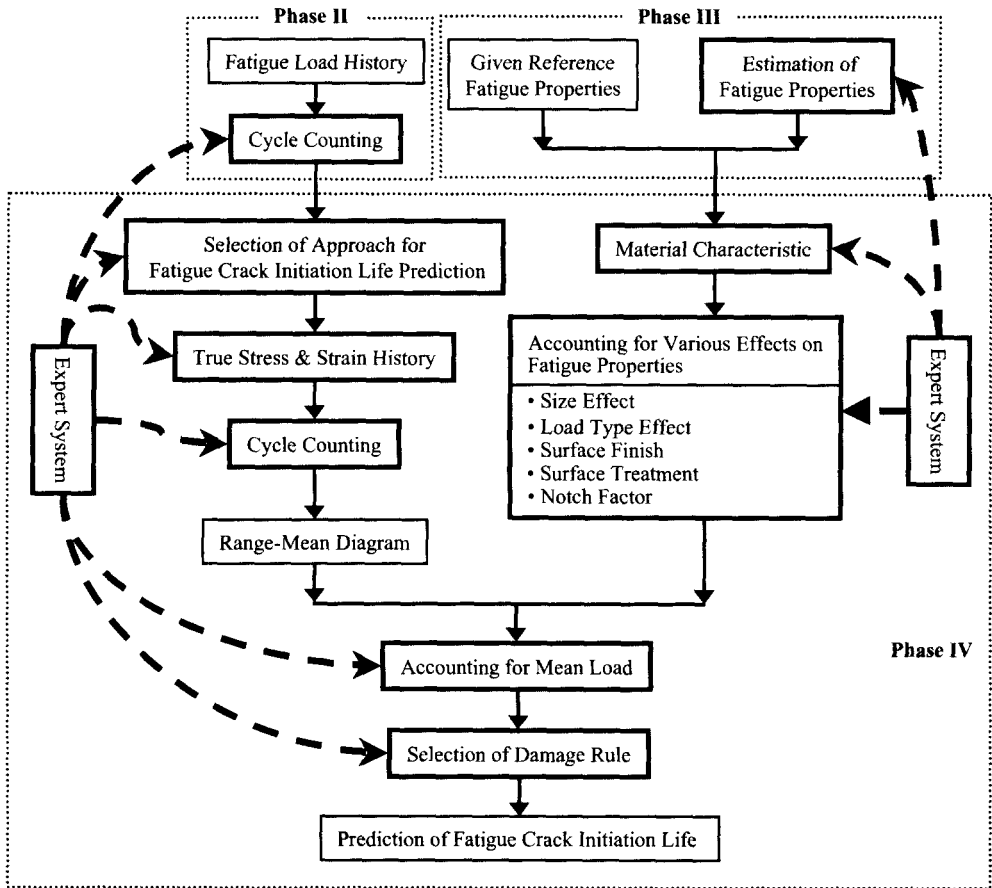 Phase II
Phase III
Fatigue Load History
Cycle Counting
Given Reference
Fatigue Properties
Estimation of
Fatigue Properties
Selection of Approach for
Fatigue Crack Initiation Life Prediction
Material Characteristic
True Stress & Strain History
Cycle Counting
Range-Mean Diagram
Accounting for Various Effects on
Fatigue Properties
• Size Effect
• Load Type Effect
• Surface Finish
• Surface Treatment
• Notch Factor
Expert System
Expert System
Phase IV
Accounting for Mean Load
Selection of Damage Rule
Prediction of Fatigue Crack Initiation Life